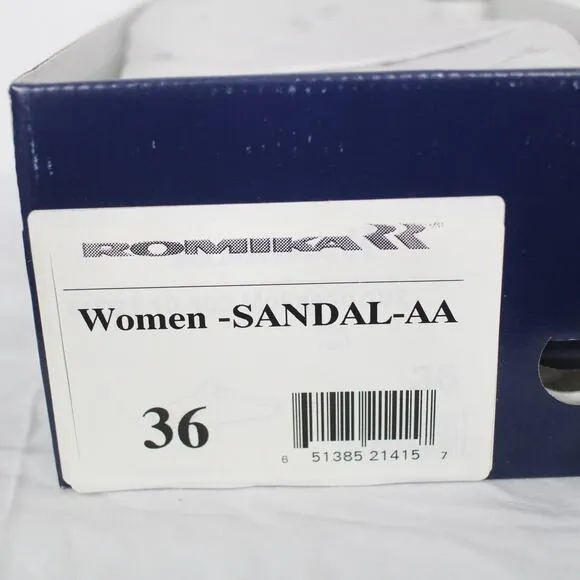 ROMIKA
Women -SANDAL-AA
36
6 51385 21415 7